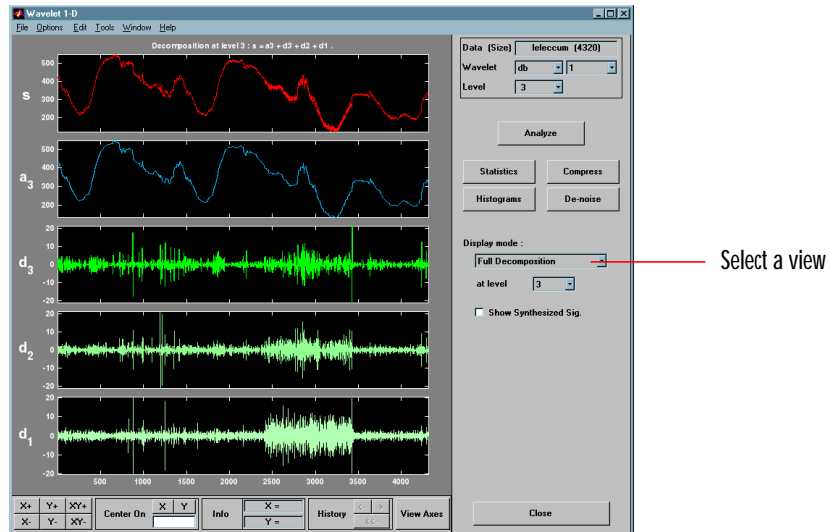 Wavelet 1-D
File Options Edit Tools Window Help
Decomposition at level 3 : s = a3 + d3 + d2 + d1 .
s
500
400
300
200
a3
500
400
300
200
d3
20
10
0
-10
-20
d2
20
10
0
-10
-20
d1
20
10
0
-10
-20
500 1000 1500 2000 2500 3000 3500 4000
Data (Size) leleccum (4320)
Wavelet db 1
Level 3
Analyze
Statistics Compress
Histograms De-noise
Display mode :
Full Decomposition
at level 3
Show Synthesized Sig.
Select a view
X+ Y+ XY+
X- Y- XY-
Center On X Y
Info X =
Y =
History < >
<<-
View Axes
Close